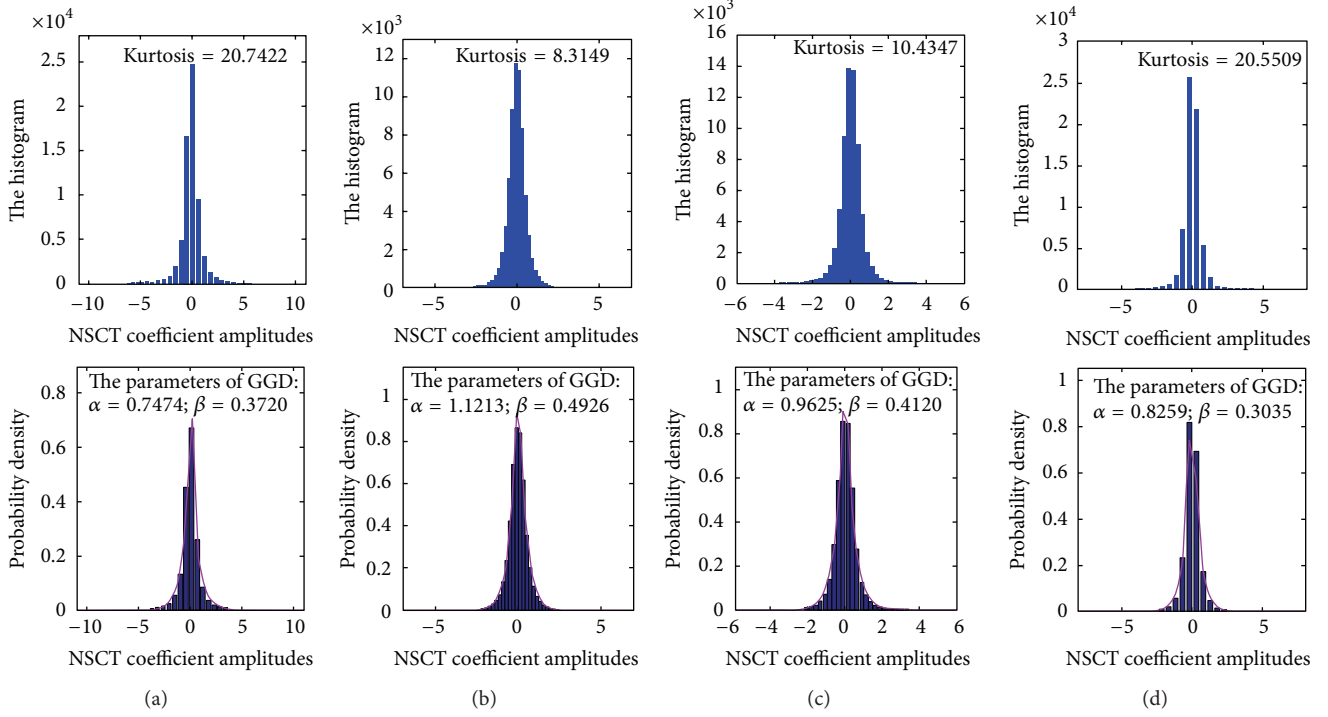 ×10⁴
Kurtosis = 20.7422
The histogram
2.5
2
1.5
1
0.5
0
−10 −5 0 5 10
NSCT coefficient amplitudes
×10³
Kurtosis = 8.3149
The histogram
12
10
8
6
4
2
0
−5 0 5
NSCT coefficient amplitudes
×10³
Kurtosis = 10.4347
The histogram
16
14
12
10
8
6
4
2
0
−6 −4 −2 0 2 4 6
NSCT coefficient amplitudes
×10⁴
Kurtosis = 20.5509
The histogram
3
2.5
2
1.5
1
0.5
0
−5 0 5
NSCT coefficient amplitudes
The parameters of GGD:
α = 0.7474; β = 0.3720
Probability density
0.8
0.6
0.4
0.2
0
−10 −5 0 5 10
NSCT coefficient amplitudes
(a)
The parameters of GGD:
α = 1.1213; β = 0.4926
Probability density
1
0.8
0.6
0.4
0.2
0
−5 0 5
NSCT coefficient amplitudes
(b)
The parameters of GGD:
α = 0.9625; β = 0.4120
Probability density
1
0.8
0.6
0.4
0.2
0
−6 −4 −2 0 2 4 6
NSCT coefficient amplitudes
(c)
The parameters of GGD:
α = 0.8259; β = 0.3035
Probability density
1
0.8
0.6
0.4
0.2
0
−5 0 5
NSCT coefficient amplitudes
(d)